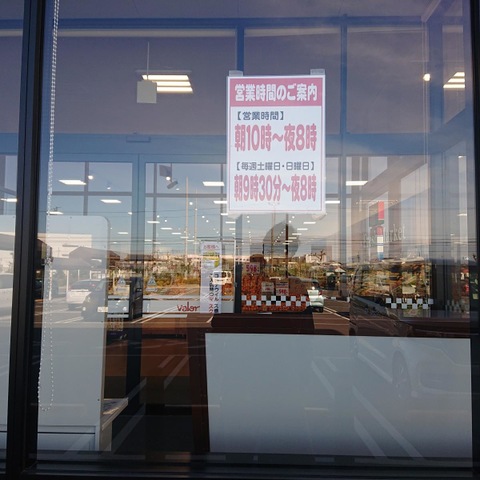 営業時間のご案内
【営業時間】
朝10時〜夜8時
【毎週土曜日・日曜日】
朝9時30分〜夜8時
valor